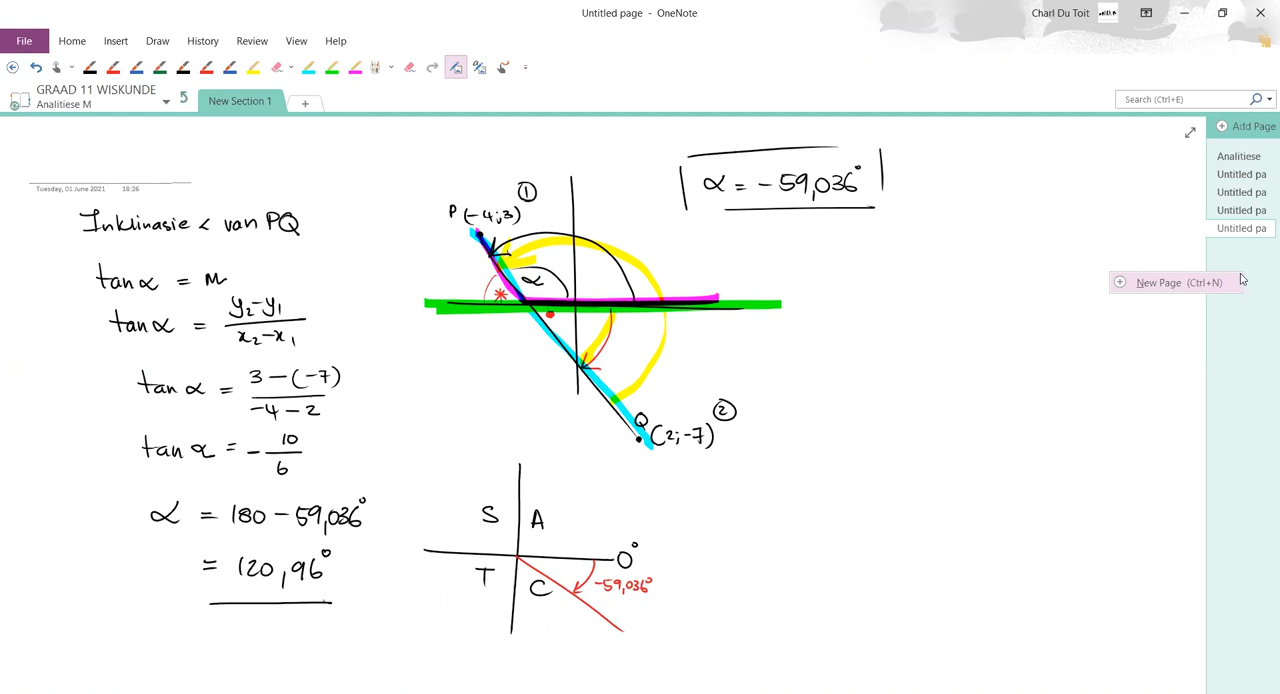 Untitled page - OneNote
Charl Du Toit
File Home Insert Draw History Review View Help
GRAAD 11 WISKUNDE
Analitiese M
New Section 1
+
Search (Ctrl+E)
Add Page
Analitiese
Untitled pa
Untitled pa
Untitled pa
Untitled pa
New Page (Ctrl+N)
Tuesday, 01 June 2021 18:26
Inklinasie < van PQ
tan α = m
tan α = y₂-y₁ / x₂-x₁
tan α = 3-(-7) / -4-2
tan α = - 10 / 6
α = 180 - 59,036°
= 120,96°
α = -59,036°
P (-4;3) ①
α
*
Q (2;-7) ②
S A
0°
T C
-59,036°